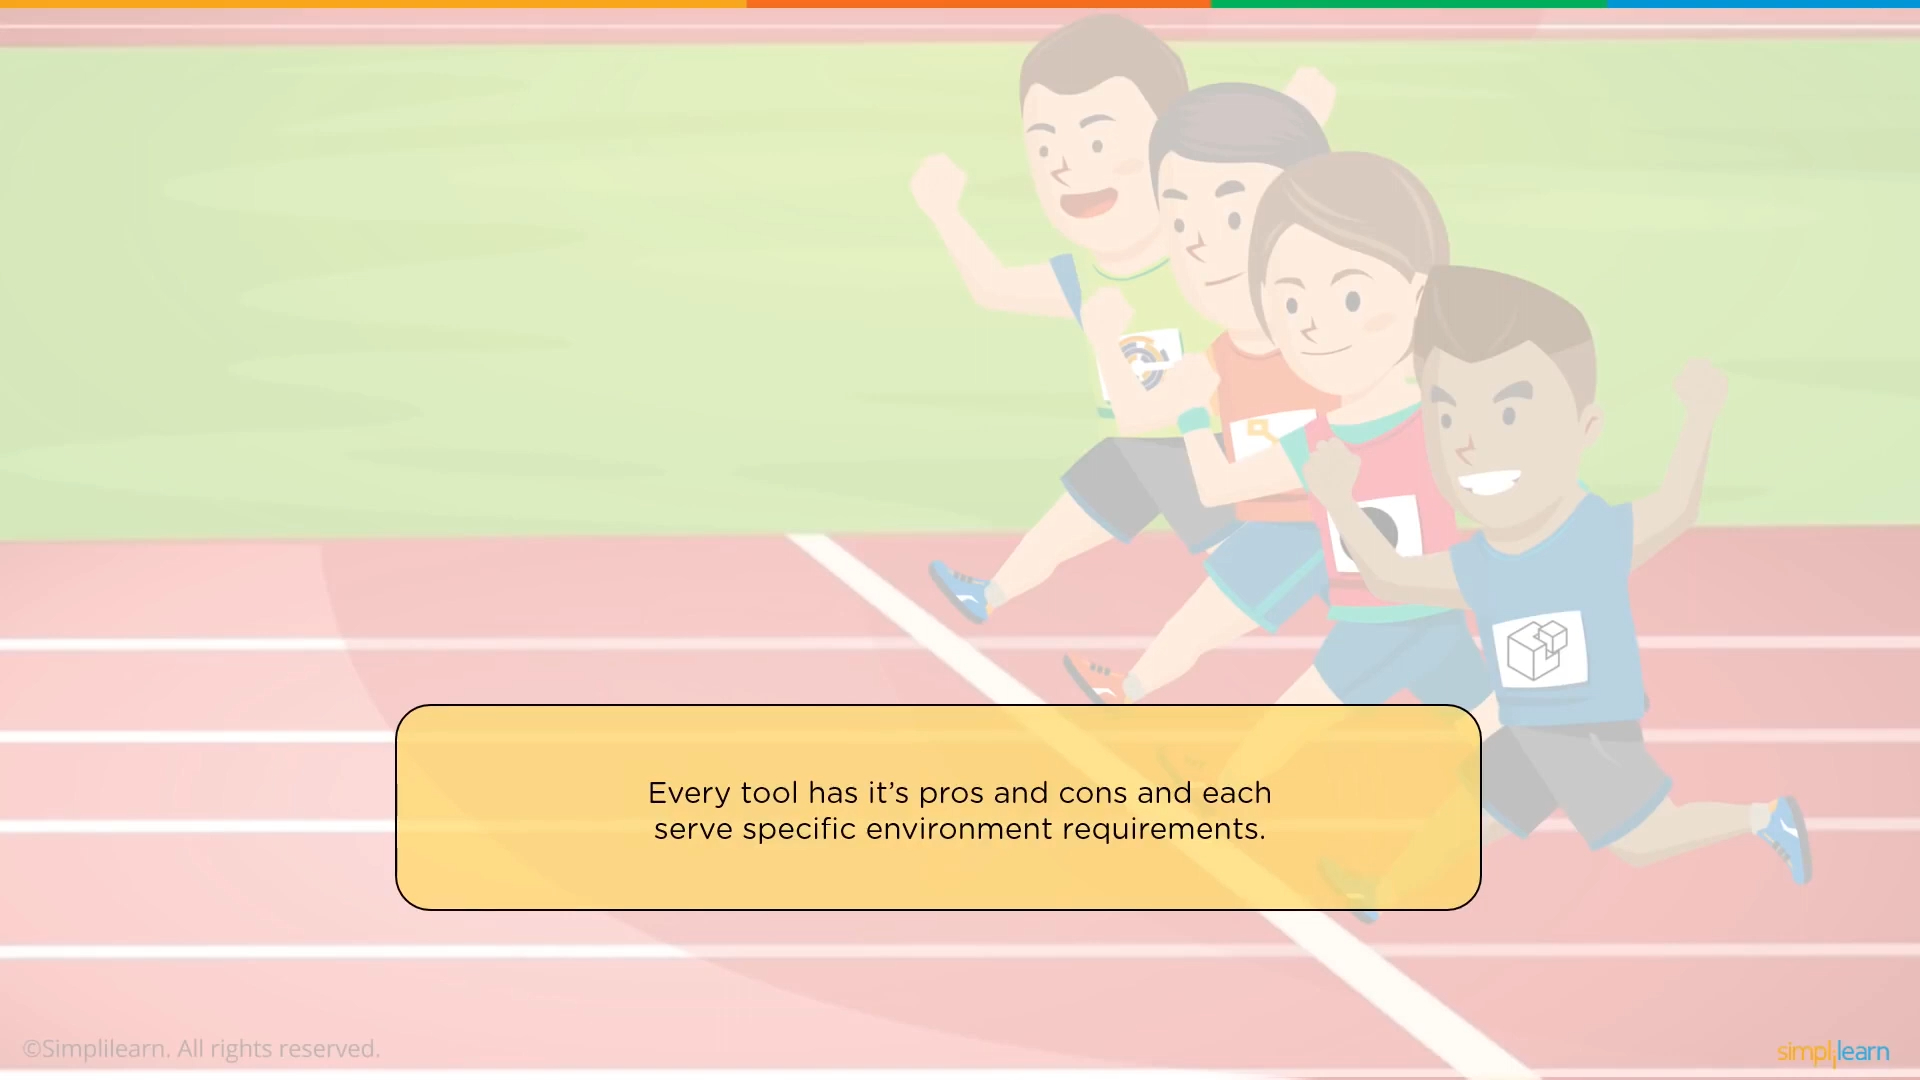 Every tool has it’s pros and cons and each
serve specific environment requirements.
©Simplilearn. All rights reserved.
simplilearn